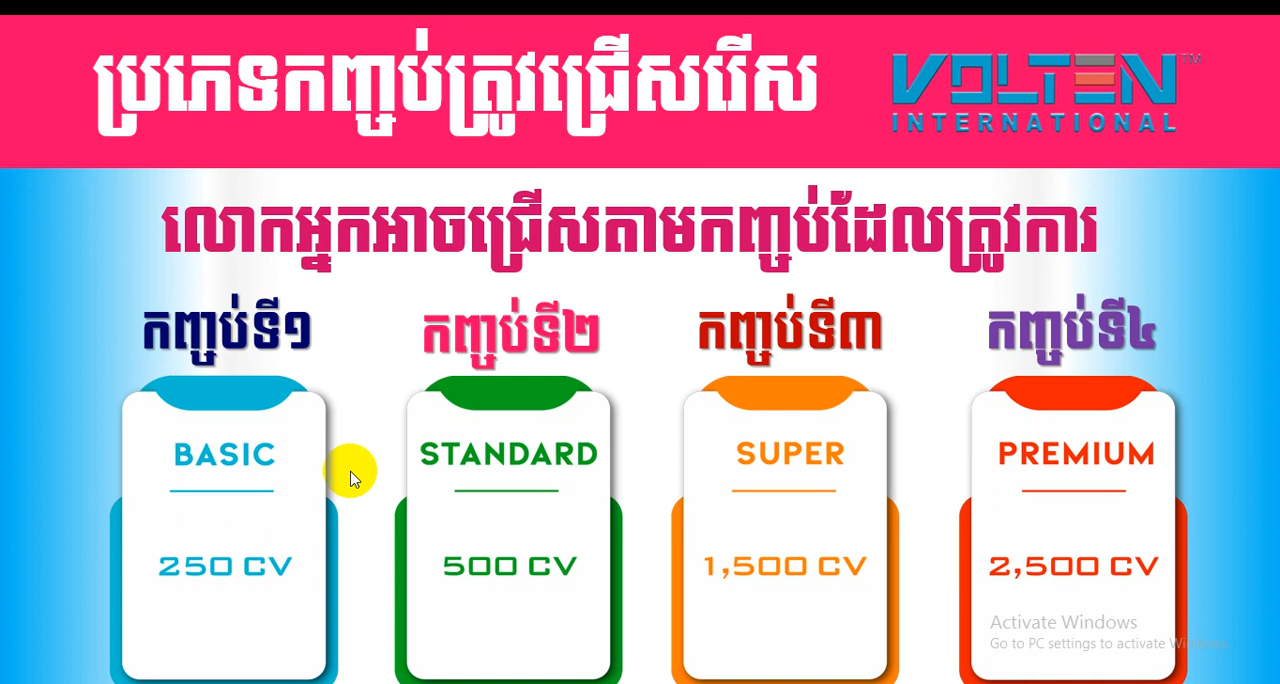 ប្រភេទកញ្ចប់ត្រូវជ្រើសរើស
VOLTEN TM
INTERNATIONAL
លោកអ្នកអាចជ្រើសតាមកញ្ចប់ដែលត្រូវការ
កញ្ចប់ទី១ កញ្ចប់ទី២ កញ្ចប់ទី៣ កញ្ចប់ទី៤
BASIC STANDARD SUPER PREMIUM
250 CV 500 CV 1,500 CV 2,500 CV
Activate Windows
Go to PC settings to activate Windows.